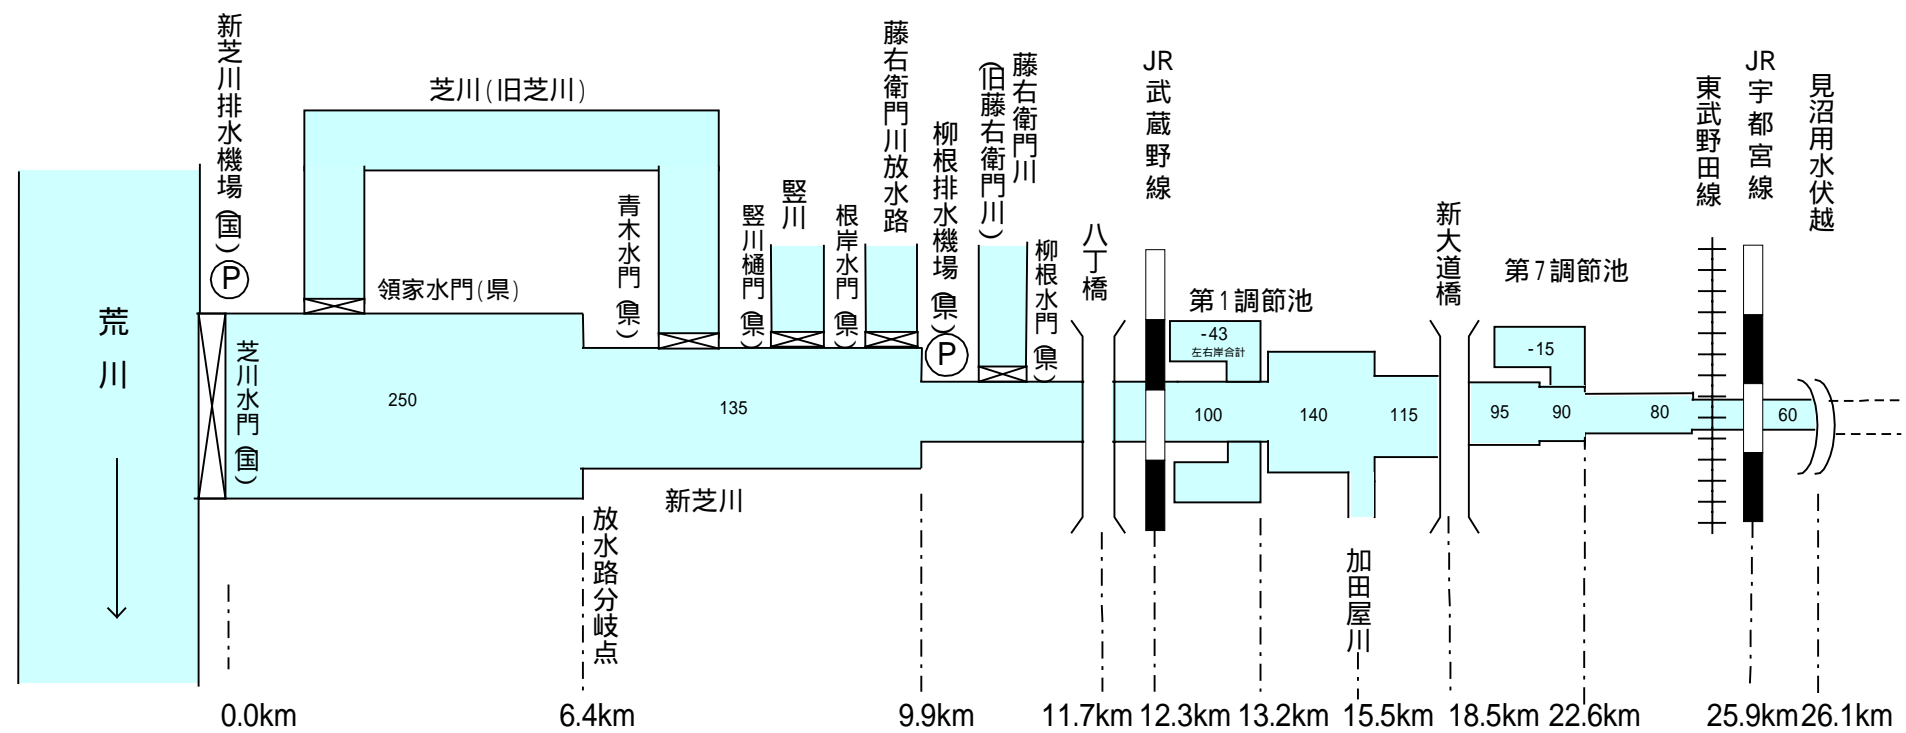 新芝川排水機場(国)
P
芝川(旧芝川)
領家水門(県)
荒川
芝川水門(国)
250
青木水門(県)
竪川樋門(県)
竪川
根岸水門(県)
藤右衛門川放水路
柳根排水機場(県)
P
藤右衛門川
(旧藤右衛門川)
柳根水門(県)
135
新芝川
放水路分岐点
八丁橋
JR武蔵野線
第1調節池
-43
左右岸合計
100
140
115
加田屋川
新大道橋
第7調節池
-15
95
90
80
60
東武野田線
JR宇都宮線
見沼用水伏越
0.0km
6.4km
9.9km
11.7km
12.3km
13.2km
15.5km
18.5km
22.6km
25.9km
26.1km